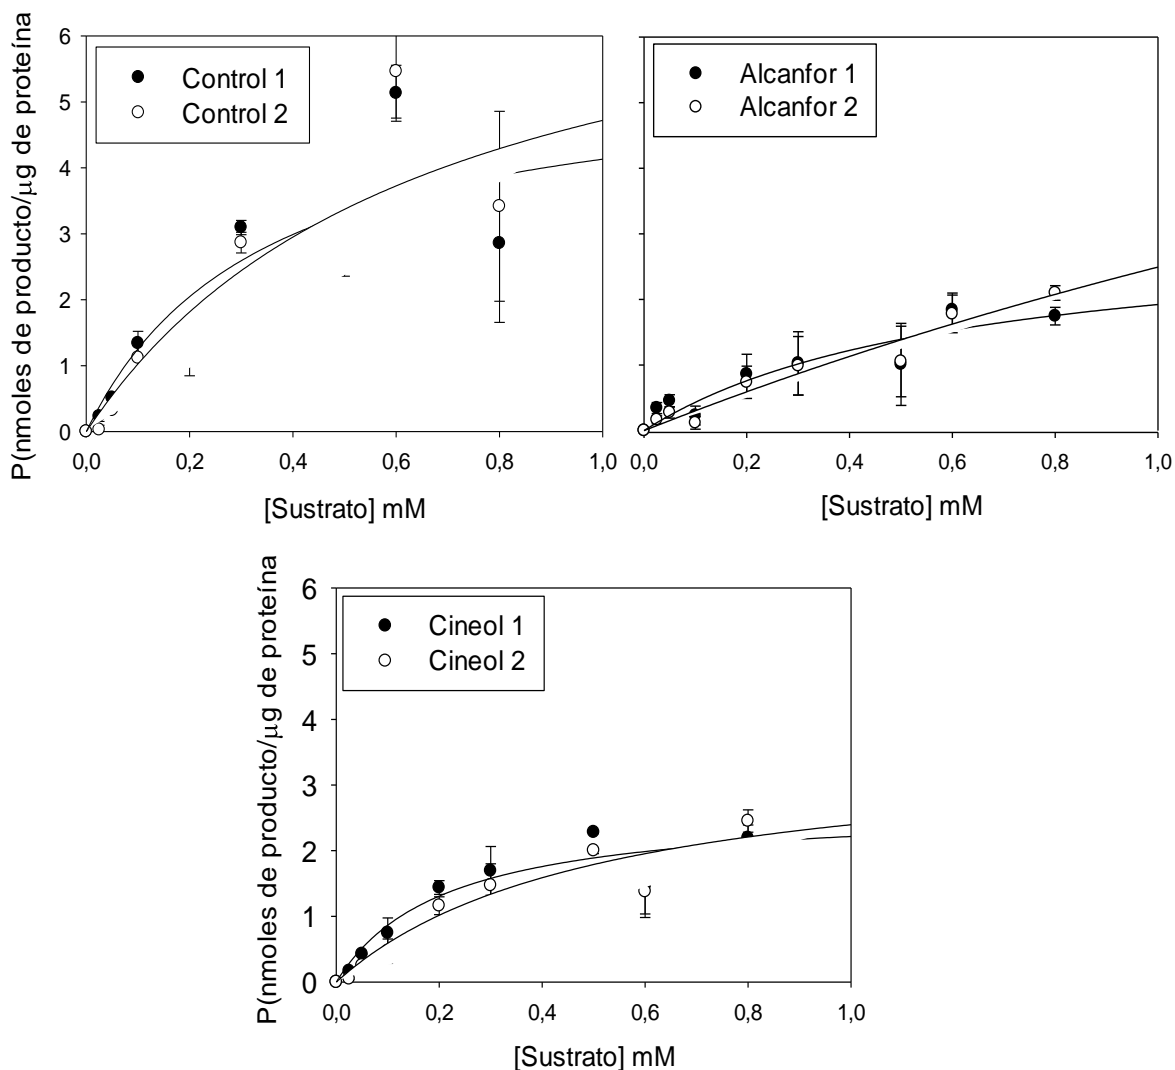 P(nmoles de producto/μg de proteína
6
5
4
3
2
1
0
Control 1
Control 2
0,0 0,2 0,4 0,6 0,8 1,0
[Sustrato] mM
Alcanfor 1
Alcanfor 2
0,0 0,2 0,4 0,6 0,8 1,0
[Sustrato] mM
P(nmoles de producto/μg de proteína
6
5
4
3
2
1
0
Cineol 1
Cineol 2
0,0 0,2 0,4 0,6 0,8 1,0
[Sustrato] mM